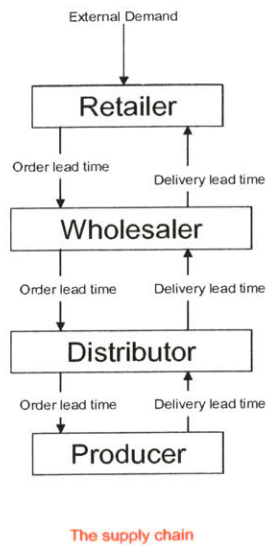 External Demand
Retailer
Order lead time
Delivery lead time
Wholesaler
Order lead time
Delivery lead time
Distributor
Order lead time
Delivery lead time
Producer
The supply chain